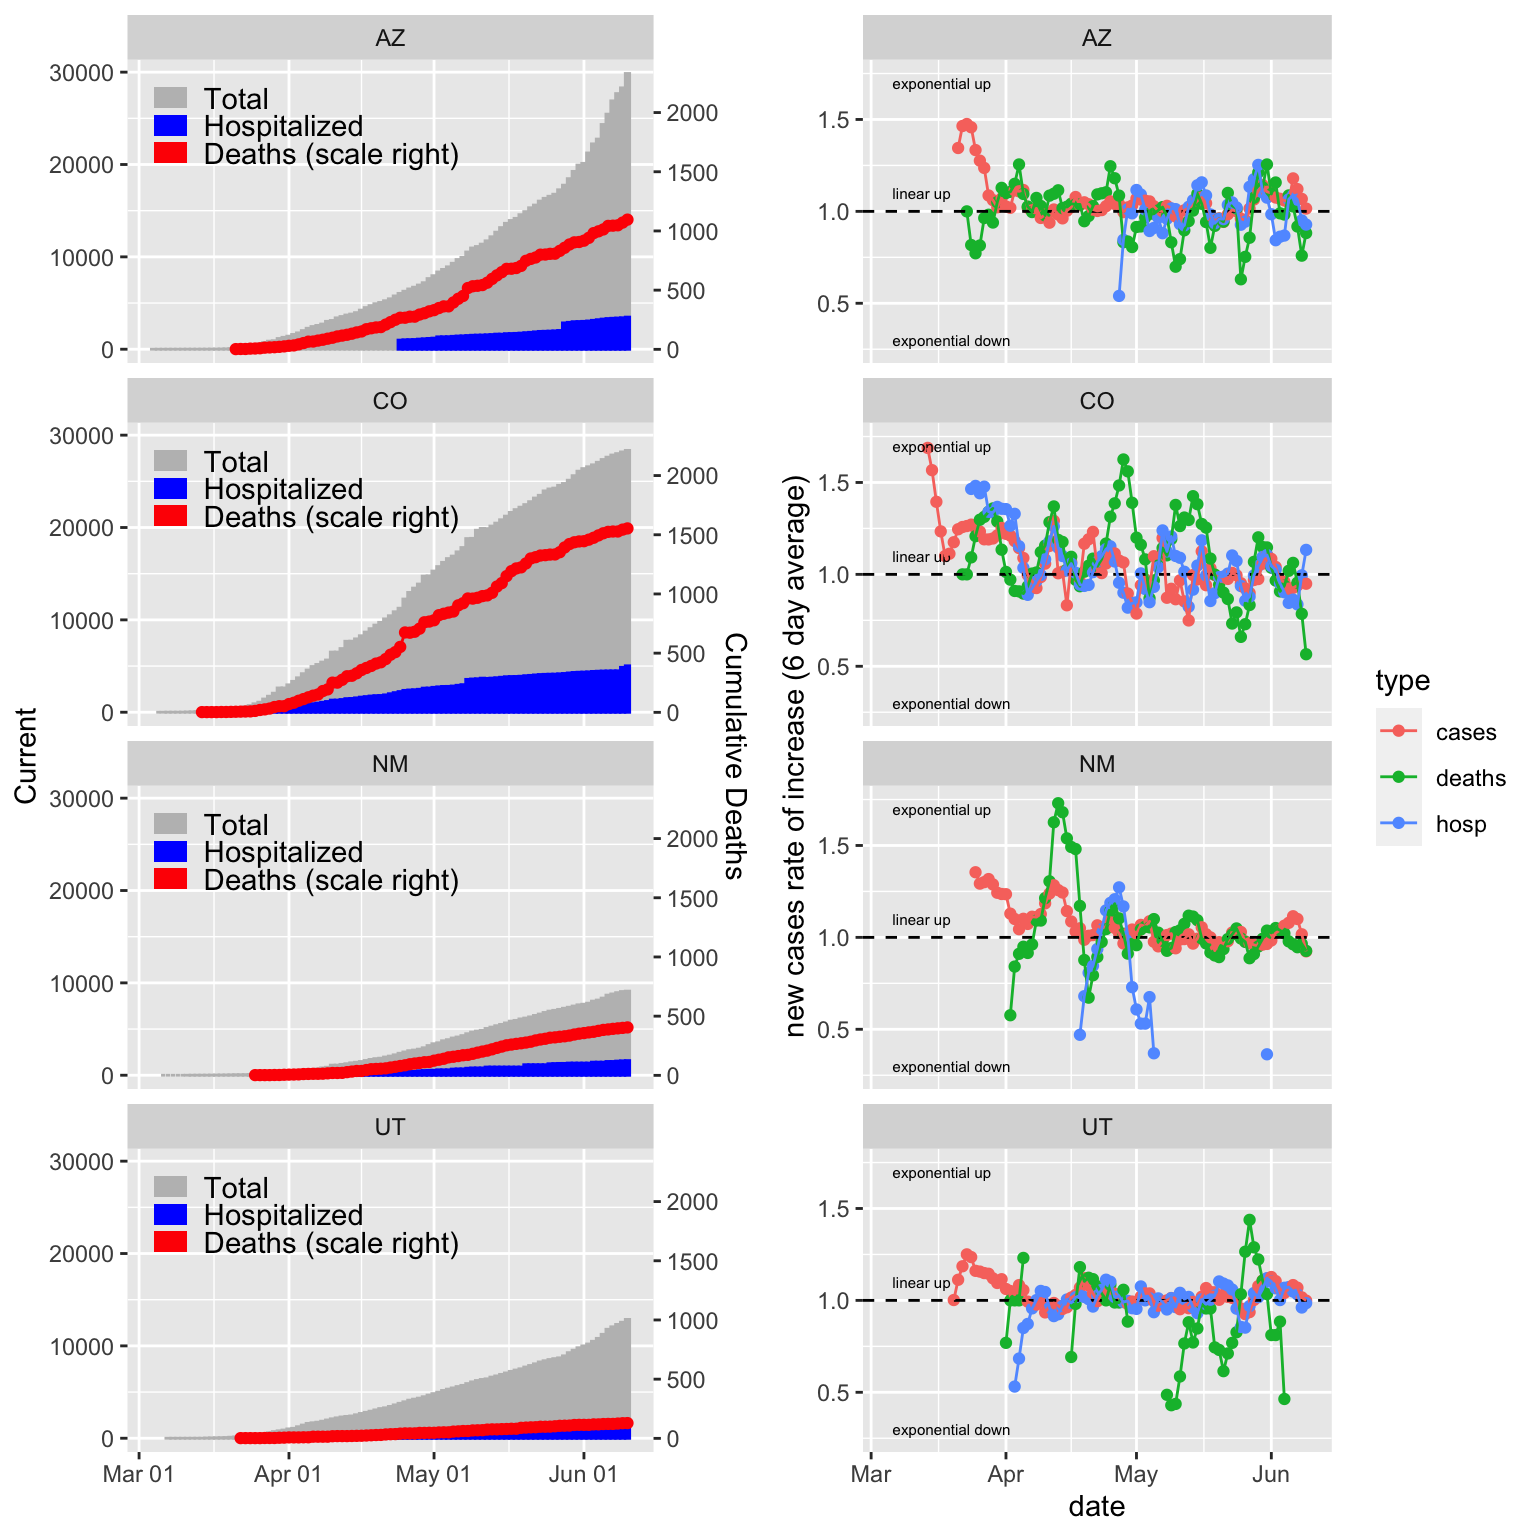 AZ
30000
20000
10000
0
Total
Hospitalized
Deaths (scale right)
2000
1500
1000
500
0
CO
30000
20000
10000
0
Total
Hospitalized
Deaths (scale right)
2000
1500
1000
500
0
NM
30000
20000
10000
0
Total
Hospitalized
Deaths (scale right)
2000
1500
1000
500
0
UT
30000
20000
10000
0
Total
Hospitalized
Deaths (scale right)
2000
1500
1000
500
0
Mar 01
Apr 01
May 01
Jun 01
Current
Cumulative Deaths
AZ
1.5
1.0
0.5
exponential up
linear up
exponential down
CO
1.5
1.0
0.5
exponential up
linear up
exponential down
NM
1.5
1.0
0.5
exponential up
linear up
exponential down
UT
1.5
1.0
0.5
exponential up
linear up
exponential down
Mar
Apr
May
Jun
date
new cases rate of increase (6 day average)
type
cases
deaths
hosp